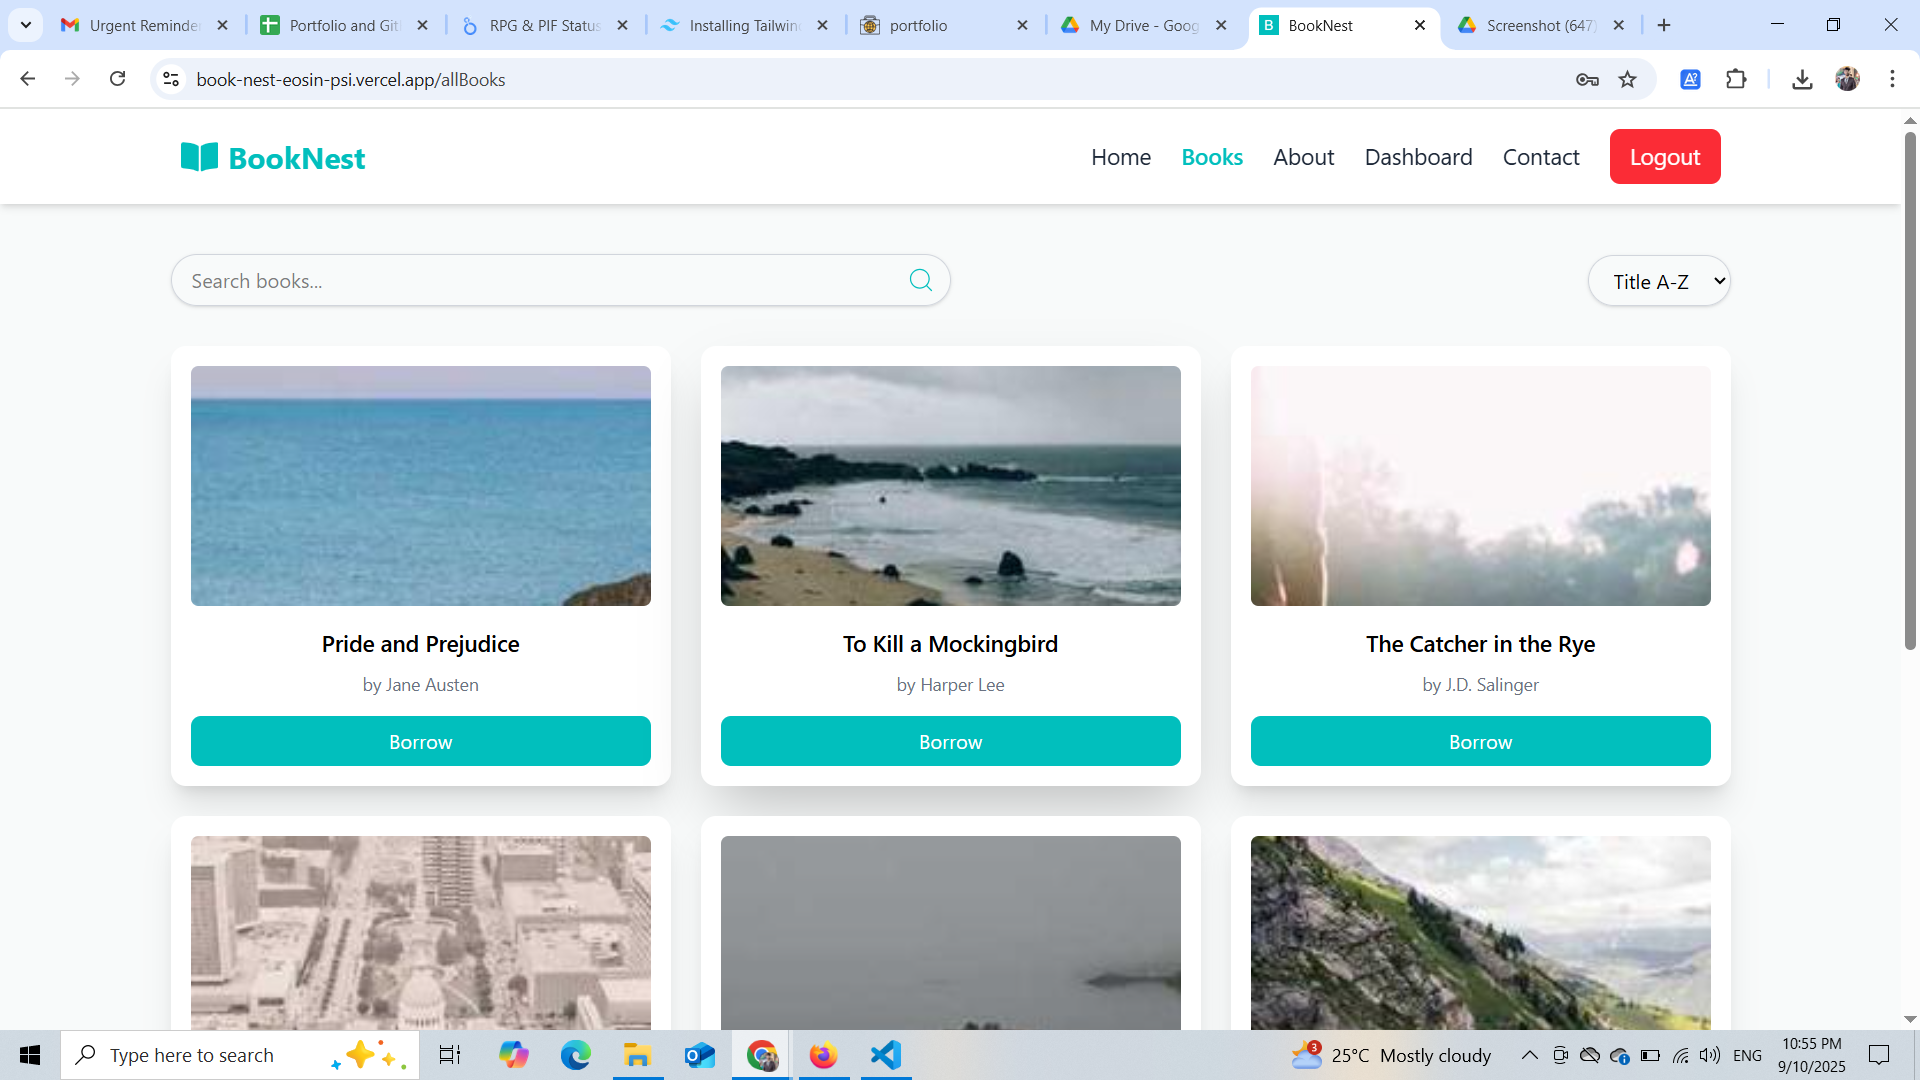 Urgent Reminde
Portfolio and Git
RPG & PIF Status
Installing Tailwin
portfolio
My Drive - Goog
BookNest
Screenshot (647)
book-nest-eosin-psi.vercel.app/allBooks
BookNest
Home
Books
About
Dashboard
Contact
Logout
Search books...
Title A-Z
Pride and Prejudice
by Jane Austen
Borrow
To Kill a Mockingbird
by Harper Lee
Borrow
The Catcher in the Rye
by J.D. Salinger
Borrow
Type here to search
3
25°C Mostly cloudy
ENG
10:55 PM
9/10/2025